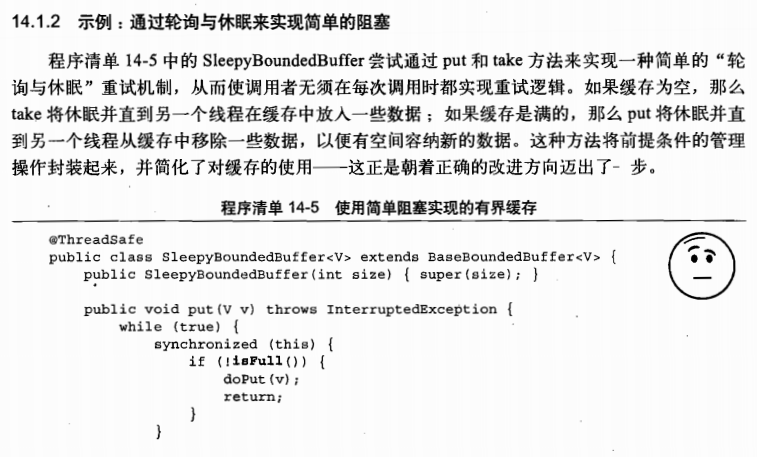 14.1.2 示例：通过轮询与休眠来实现简单的阻塞
程序清单 14-5 中的 SleepyBoundedBuffer 尝试通过 put 和 take 方法来实现一种简单的“轮
询与休眠”重试机制，从而使调用者无须在每次调用时都实现重试逻辑。如果缓存为空，那么
take 将休眠并直到另一个线程在缓存中放入一些数据；如果缓存是满的，那么 put 将休眠并直
到另一个线程从缓存中移除一些数据，以便有空间容纳新的数据。这种方法将前提条件的管理
操作封装起来，并简化了对缓存的使用——这正是朝着正确的改进方向迈出了- 步。
程序清单 14-5 使用简单阻塞实现的有界缓存
@ThreadSafe
public class SleepyBoundedBuffer<V> extends BaseBoundedBuffer<V> {
public SleepyBoundedBuffer(int size) { super(size); }
public void put(V v) throws InterruptedException {
while (true) {
synchronized (this) {
if (!isFull()) {
doPut(v);
return;
}
}